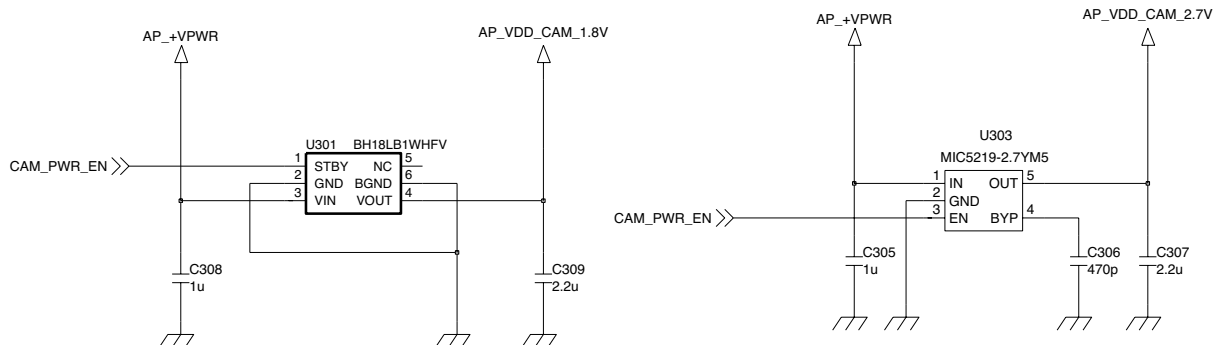 AP_+VPWR
AP_VDD_CAM_1.8V
U301 BH18LB1WHFV
CAM_PWR_EN
1 STBY NC 5
2 GND BGND 6
3 VIN VOUT 4
C308
1u
C309
2.2u
AP_+VPWR
AP_VDD_CAM_2.7V
U303
MIC5219-2.7YM5
1 IN OUT 5
2 GND
CAM_PWR_EN
3 EN BYP 4
C305
1u
C306
470p
C307
2.2u